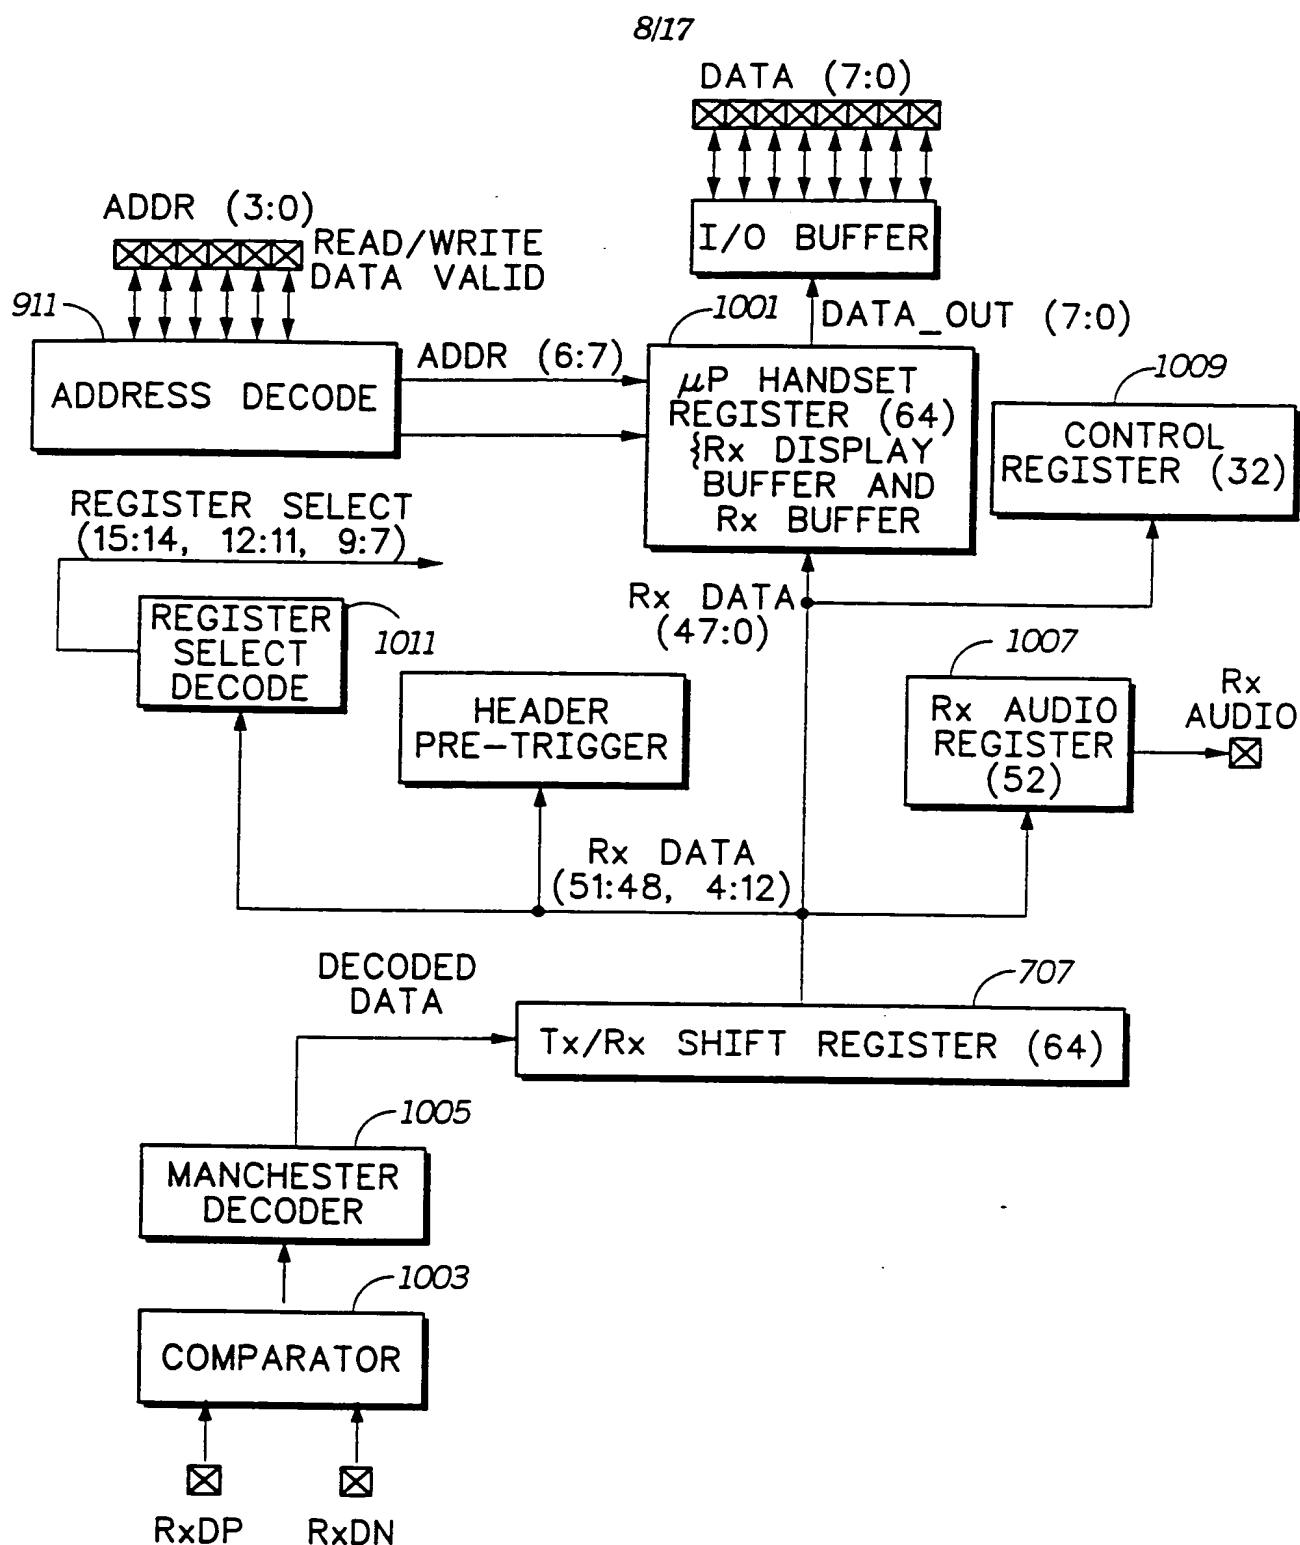 8/17
DATA (7:0)
ADDR (3:0)
READ/WRITE
DATA VALID
I/O BUFFER
911
1001
DATA_OUT (7:0)
ADDRESS DECODE
ADDR (6:7)
μP HANDSET
REGISTER (64)
{Rx DISPLAY
BUFFER AND
Rx BUFFER
1009
CONTROL
REGISTER (32)
REGISTER SELECT
(15:14, 12:11, 9:7)
REGISTER
SELECT
DECODE
1011
Rx DATA
(47:0)
HEADER
PRE-TRIGGER
1007
Rx AUDIO
REGISTER
(52)
Rx
AUDIO
Rx DATA
(51:48, 4:12)
DECODED
DATA
707
Tx/Rx SHIFT REGISTER (64)
1005
MANCHESTER
DECODER
1003
COMPARATOR
RxDP
RxDN